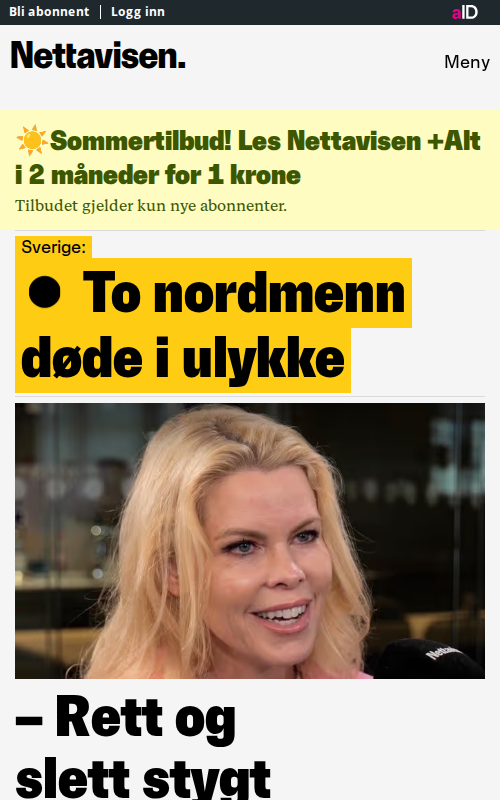 Bli abonnent | Logg inn
aID
Nettavisen.
Meny
☀️Sommertilbud! Les Nettavisen +Alt
i 2 måneder for 1 krone
Tilbudet gjelder kun nye abonnenter.
Sverige:
● To nordmenn
døde i ulykke
– Rett og
slett stygt